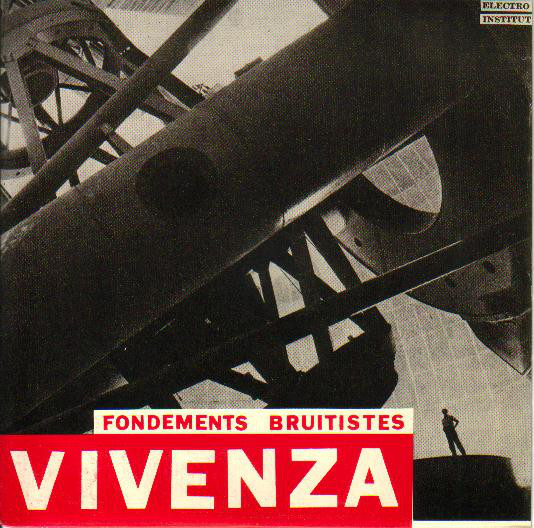 ELECTRO
INSTITUT
FONDEMENTS BRUITISTES
VIVENZA